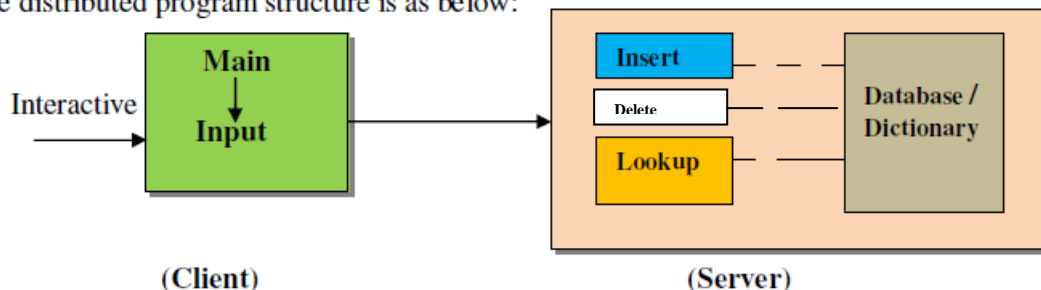 e distributed program structure is as below:
Main
Input
Interactive
Insert
Delete
Lookup
Database /
Dictionary
(Client)
(Server)